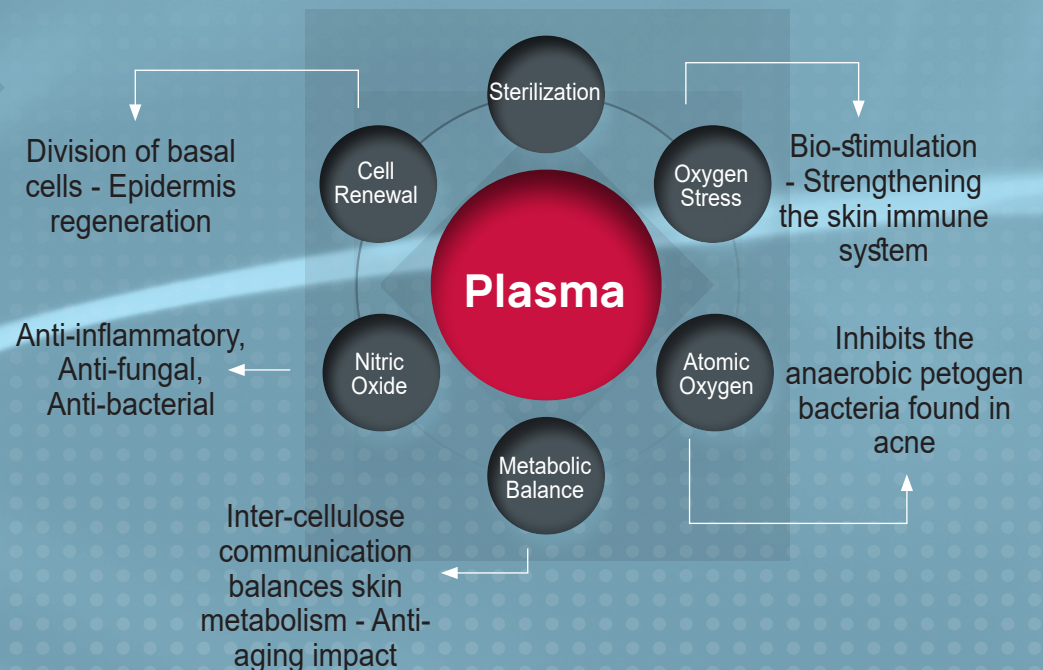 Sterilization
Division of basal
cells - Epidermis
regeneration
Cell
Renewal
Oxygen
Stress
Bio-stimulation
- Strengthening
the skin immune
system
Plasma
Anti-inflammatory,
Anti-fungal,
Anti-bacterial
Nitric
Oxide
Atomic
Oxygen
Inhibits the
anaerobic petogen
bacteria found in
acne
Metabolic
Balance
Inter-cellulose
communication
balances skin
metabolism - Anti-
aging impact